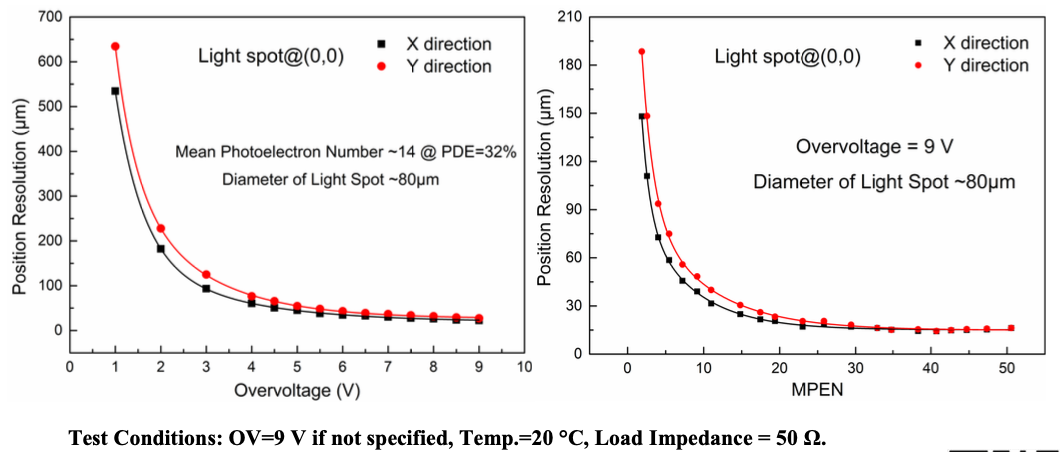 700
600
500
400
300
200
100
0
Position Resolution (µm)
Light spot@(0,0)
X direction
Y direction
Mean Photoelectron Number ~14 @ PDE=32%
Diameter of Light Spot ~80µm
0 1 2 3 4 5 6 7 8 9 10
Overvoltage (V)
210
180
150
120
90
60
30
0
Position Resolution (µm)
Light spot@(0,0)
X direction
Y direction
Overvoltage = 9 V
Diameter of Light Spot ~80µm
0 10 20 30 40 50
MPEN
Test Conditions: OV=9 V if not specified, Temp.=20 °C, Load Impedance = 50 Ω.